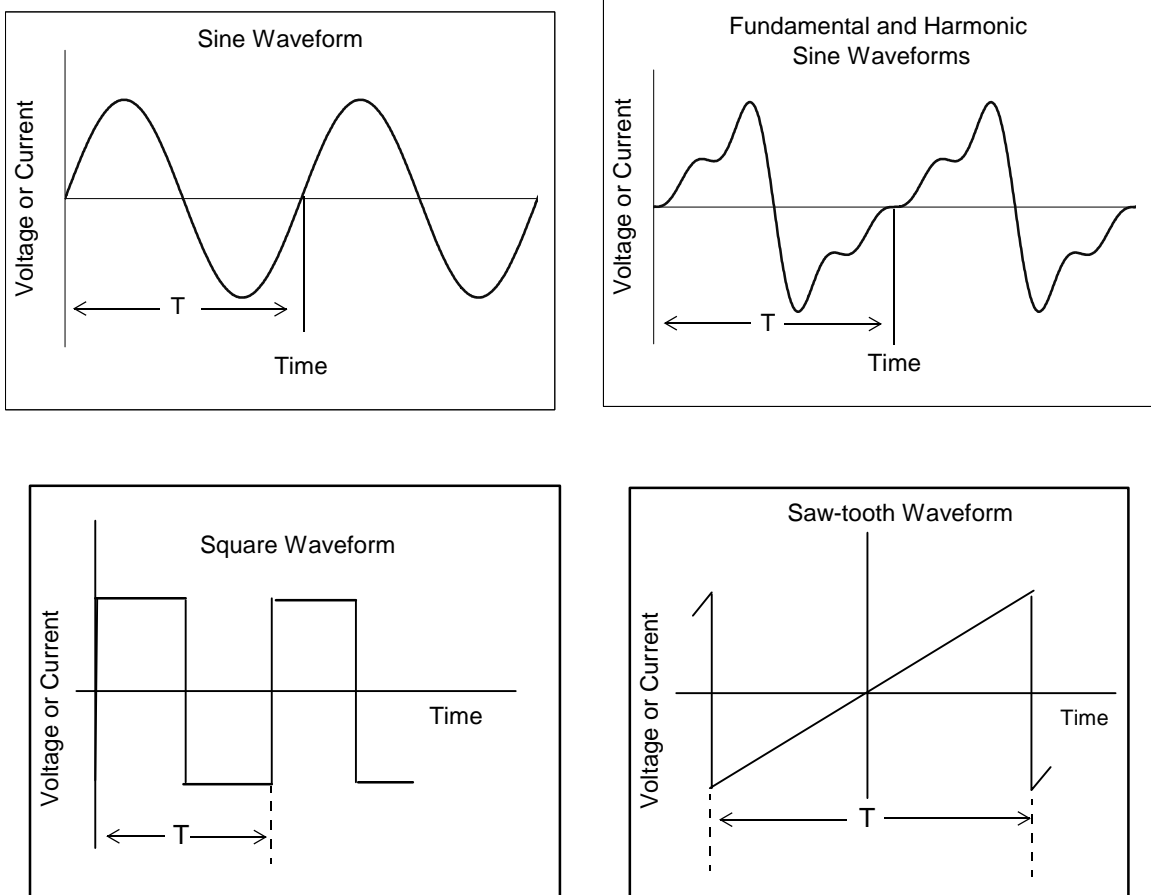 Sine Waveform
Voltage or Current
T
Time
Fundamental and Harmonic
Sine Waveforms
Voltage or Current
T
Time
Square Waveform
Voltage or Current
Time
T
Saw-tooth Waveform
Voltage or Current
Time
T